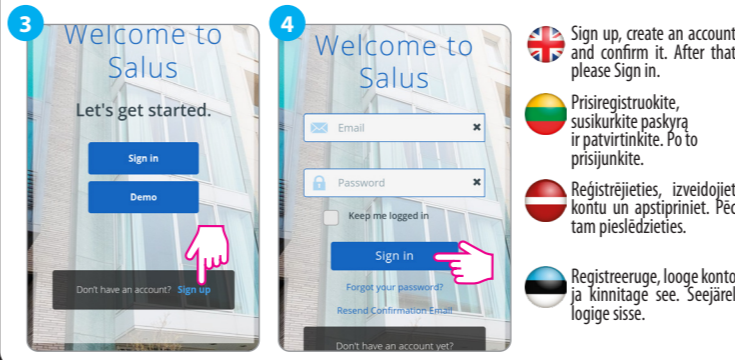 3
Welcome to
Salus
Let's get started.
Sign in
Demo
Don't have an account? Sign up
4
Welcome to
Salus
Email
Password
Keep me logged in
Sign in
Forgot your password?
Resend Confirmation Email
Don't have an account yet?
Sign up, create an account
and confirm it. After that
please Sign in.
Prisiregistruokite,
susikurkite paskyrą
ir patvirtinkite. Po to
prisijunkite.
Reģistrējieties, izveidojiet
kontu un apstipriniet. Pēc
tam pieslēdzieties.
Registreeruge, looge konto
ja kinnitage see. Seejärel
logige sisse.